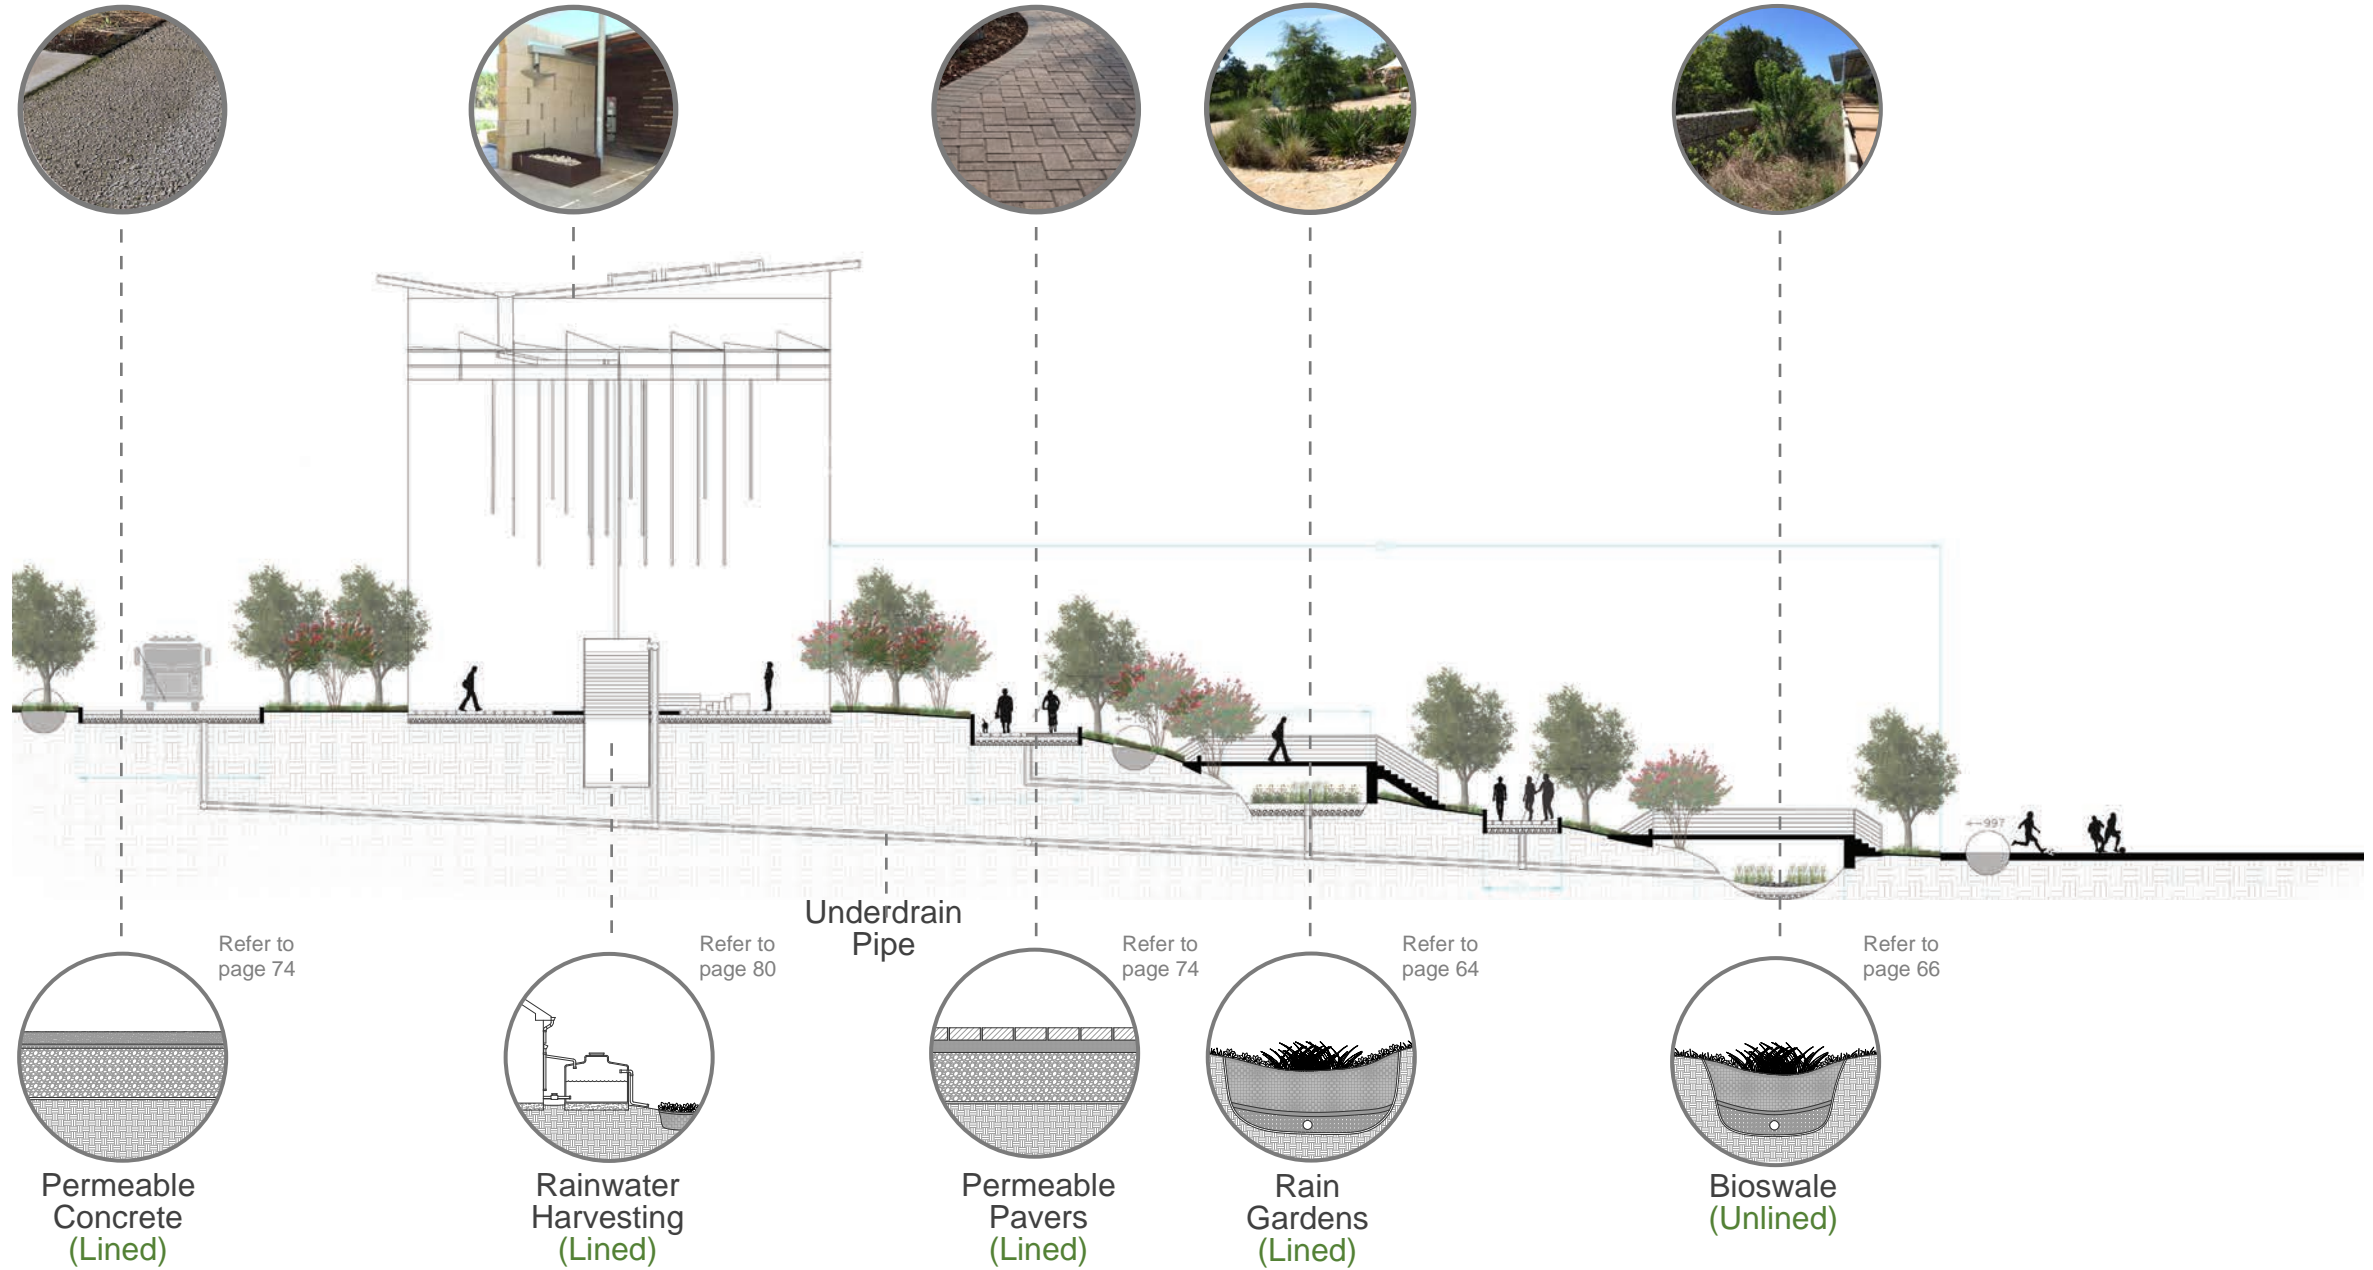 ←-997
Underdrain
Pipe
Refer to
page 74
Refer to
page 80
Refer to
page 74
Refer to
page 64
Refer to
page 66
Permeable
Concrete
(Lined)
Rainwater
Harvesting
(Lined)
Permeable
Pavers
(Lined)
Rain
Gardens
(Lined)
Bioswale
(Unlined)